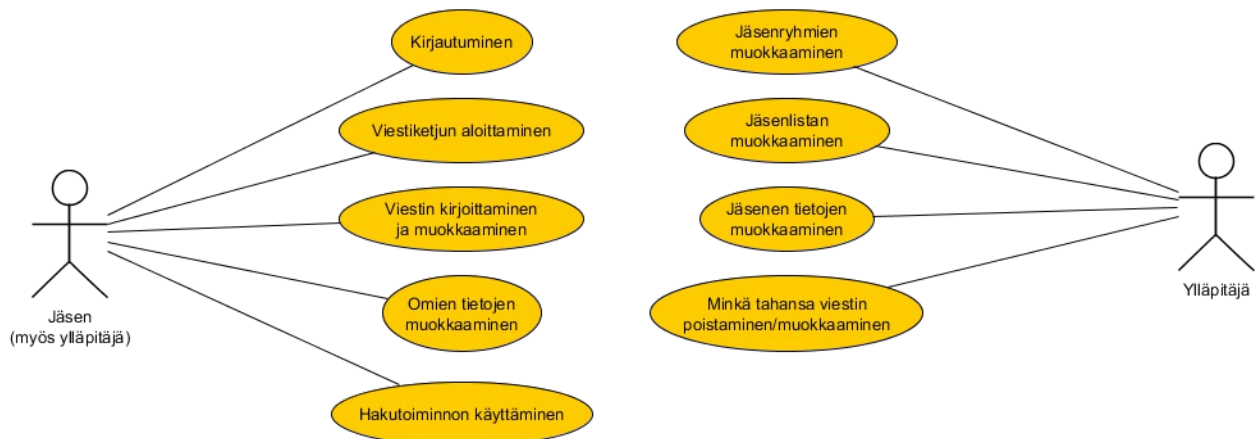 Kirjautuminen
Viestiketjun aloittaminen
Viestin kirjoittaminen
ja muokkaaminen
Omien tietojen
muokkaaminen
Hakutoiminnon käyttäminen
Jäsen
(myös ylläpitäjä)
Jäsenryhmien
muokkaaminen
Jäsenlistan
muokkaaminen
Jäsenen tietojen
muokkaaminen
Minkä tahansa viestin
poistaminen/muokkaaminen
Ylläpitäjä